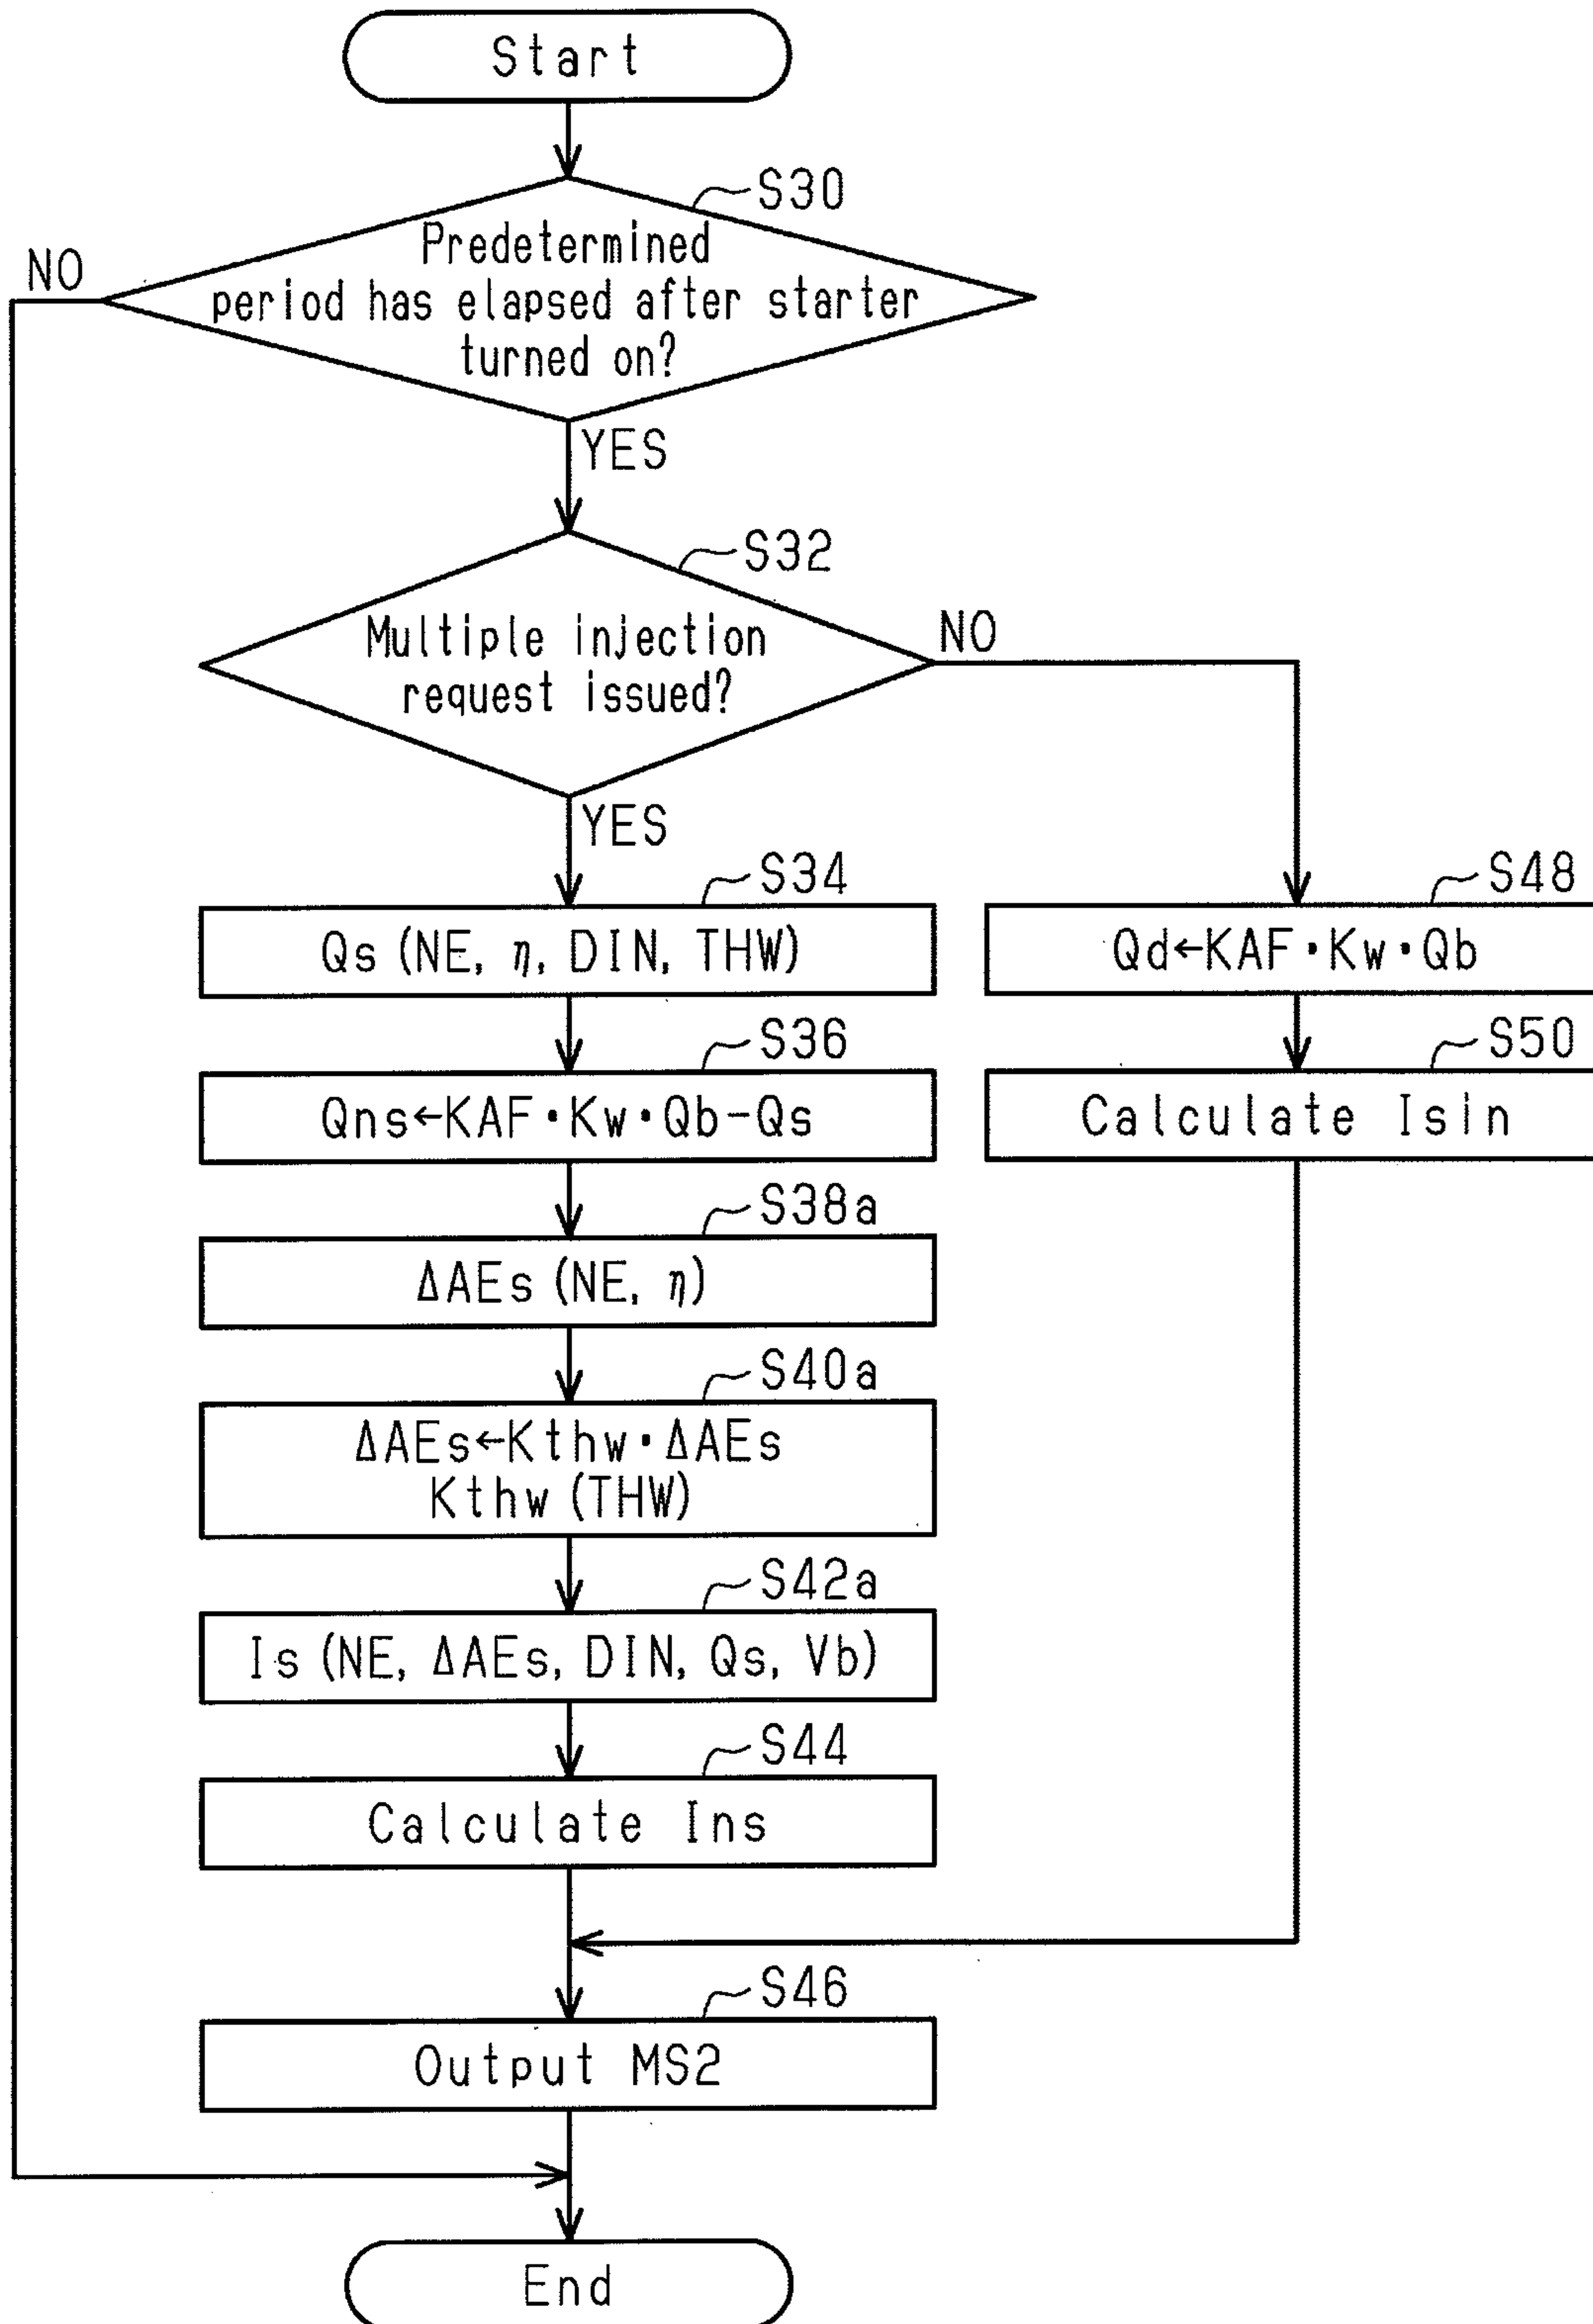 Start
S30
Predetermined
period has elapsed after starter
turned on?
NO
YES
S32
Multiple injection
request issued?
NO
YES
S34
Qs (NE, η, DIN, THW)
S48
Qd←KAF・Kw・Qb
S36
Qns←KAF・Kw・Qb-Qs
S50
Calculate Isin
S38a
ΔAEs (NE, η)
S40a
ΔAEs←Kthw・ΔAEs
Kthw (THW)
S42a
Is (NE, ΔAEs, DIN, Qs, Vb)
S44
Calculate Ins
S46
Output MS2
End